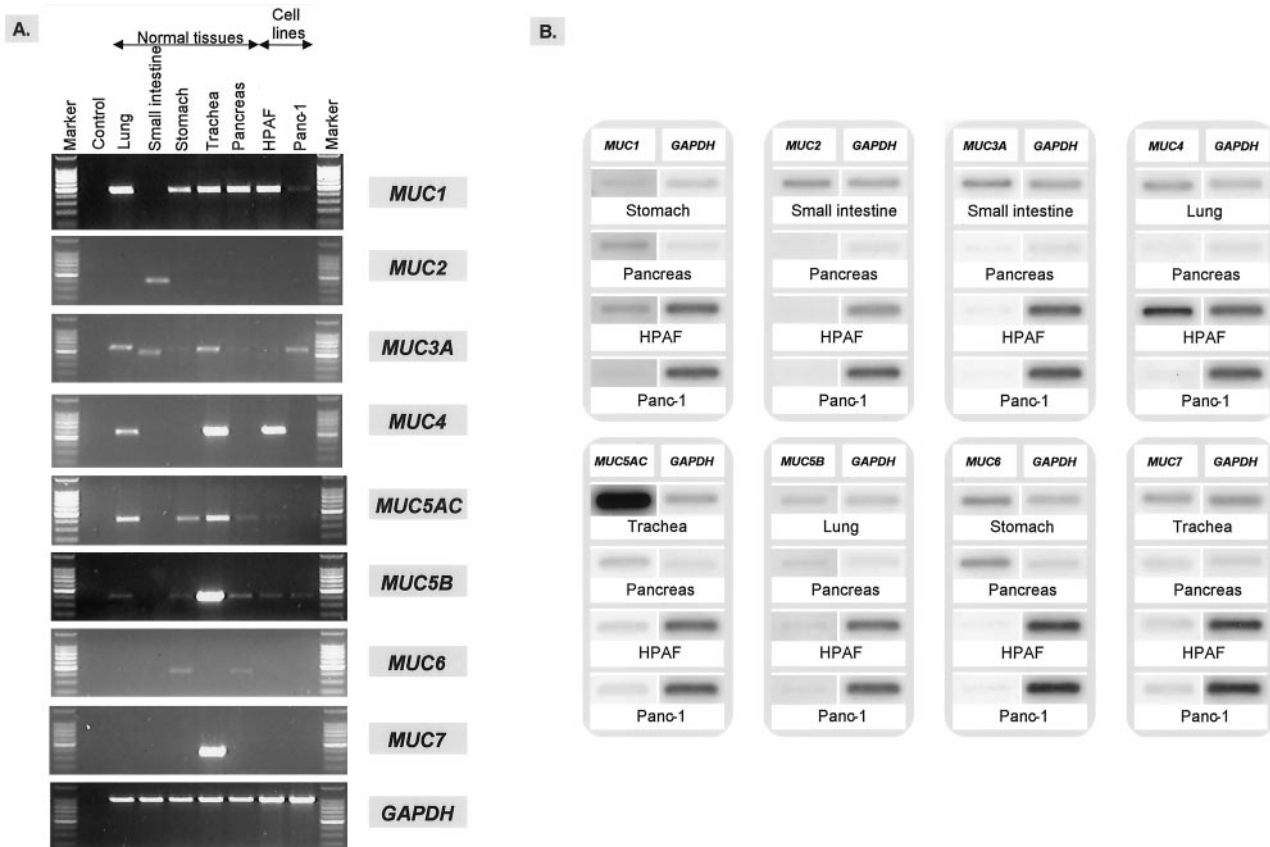 A.
Cell
lines
Normal tissues
Marker
Control
Lung
Small intestine
Stomach
Trachea
Pancreas
HPAF
Panc-1
Marker
MUC1
MUC2
MUC3A
MUC4
MUC5AC
MUC5B
MUC6
MUC7
GAPDH
B.
MUC1 GAPDH
Stomach
Pancreas
HPAF
Panc-1
MUC2 GAPDH
Small intestine
Pancreas
HPAF
Panc-1
MUC3A GAPDH
Small intestine
Pancreas
HPAF
Panc-1
MUC4 GAPDH
Lung
Pancreas
HPAF
Panc-1
MUC5AC GAPDH
Trachea
Pancreas
HPAF
Panc-1
MUC5B GAPDH
Lung
Pancreas
HPAF
Panc-1
MUC6 GAPDH
Stomach
Pancreas
HPAF
Panc-1
MUC7 GAPDH
Trachea
Pancreas
HPAF
Panc-1